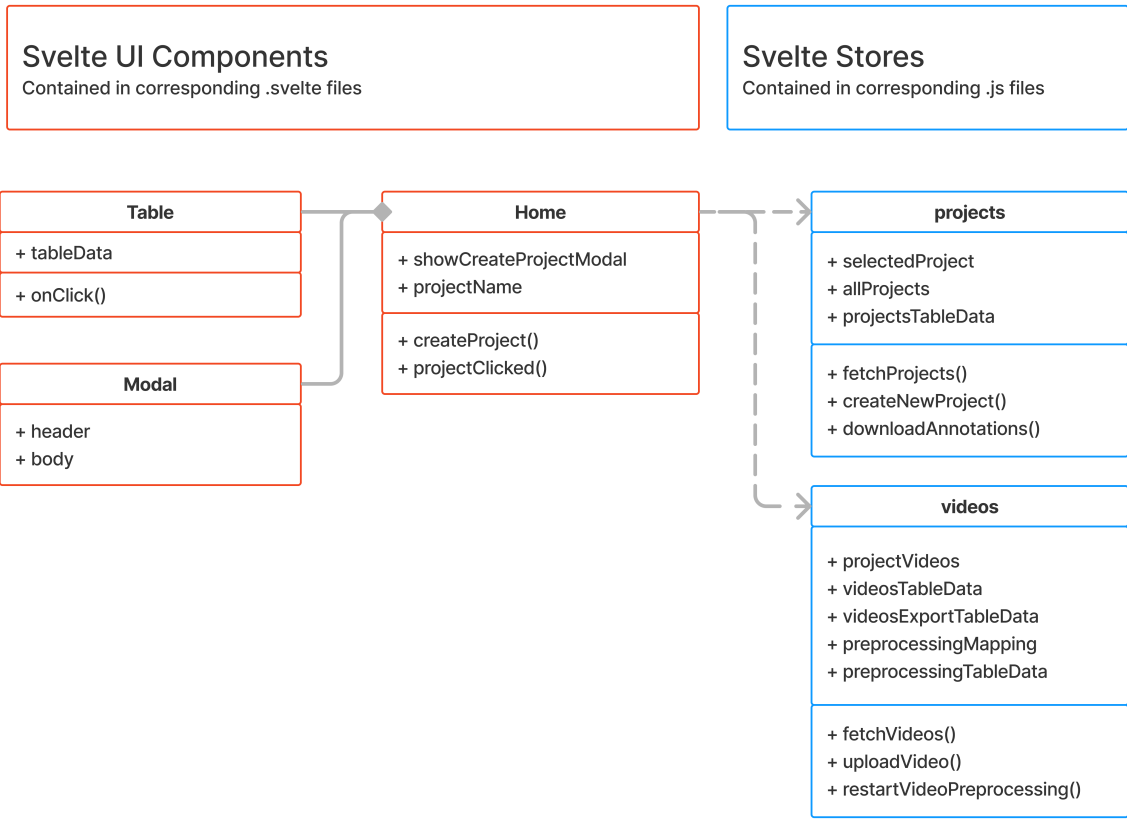 Svelte UI Components
Contained in corresponding .svelte files
Svelte Stores
Contained in corresponding .js files
Table
+ tableData
+ onClick()
Modal
+ header
+ body
Home
+ showCreateProjectModal
+ projectName
+ createProject()
+ projectClicked()
projects
+ selectedProject
+ allProjects
+ projectsTableData
+ fetchProjects()
+ createNewProject()
+ downloadAnnotations()
videos
+ projectVideos
+ videosTableData
+ videosExportTableData
+ preprocessingMapping
+ preprocessingTableData
+ fetchVideos()
+ uploadVideo()
+ restartVideoPreprocessing()